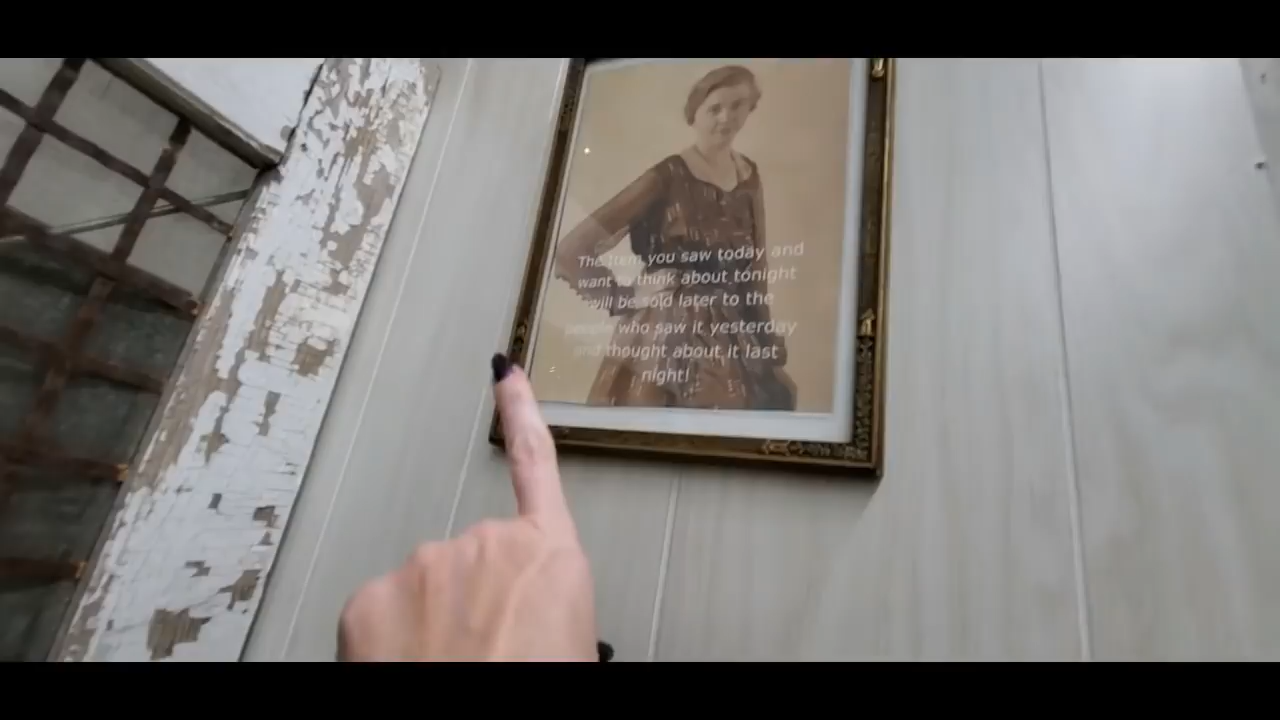 The item you saw today and
want to think about tonight
will be sold later to the
people who saw it yesterday
and thought about it last
night!